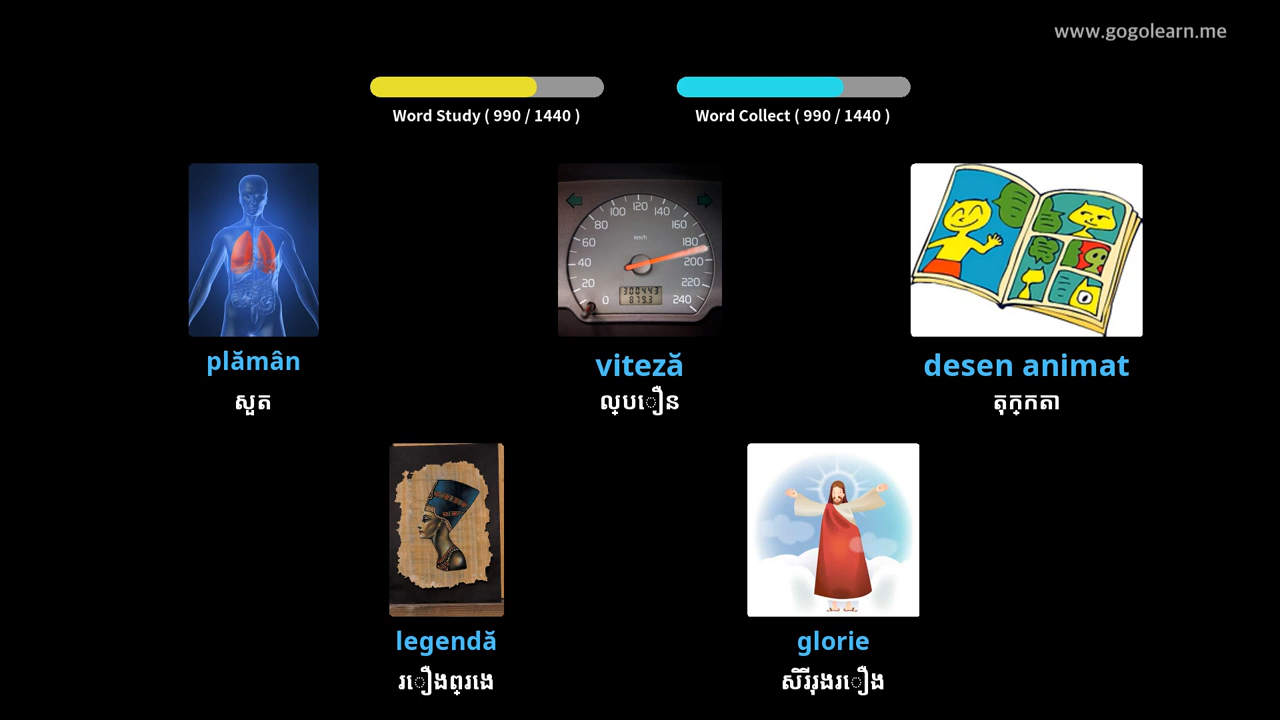 www.gogolearn.me
Word Study ( 990 / 1440 )
Word Collect ( 990 / 1440 )
plămân
viteză
desen animat
សួត
ល្បឿន
តុក្កតា
legendă
glorie
រឿងព្រេង
សិរីរុងរឿង